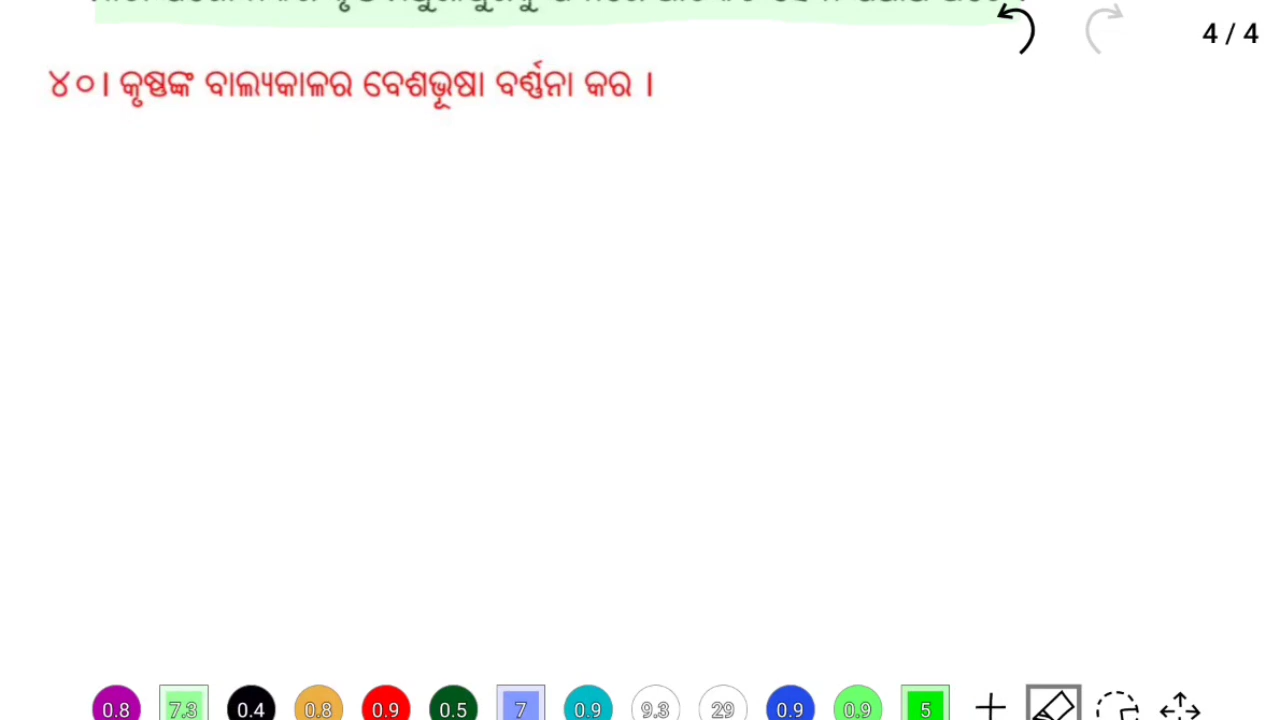 4 / 4
୪୦। କୃଷ୍ଣଙ୍କ ବାଲ୍ୟକାଳର ବେଶଭୂଷା ବର୍ଣ୍ଣନା କର ।
0.8 7.3 0.4 0.8 0.9 0.5 7 0.9 9.3 29 0.9 0.9 5